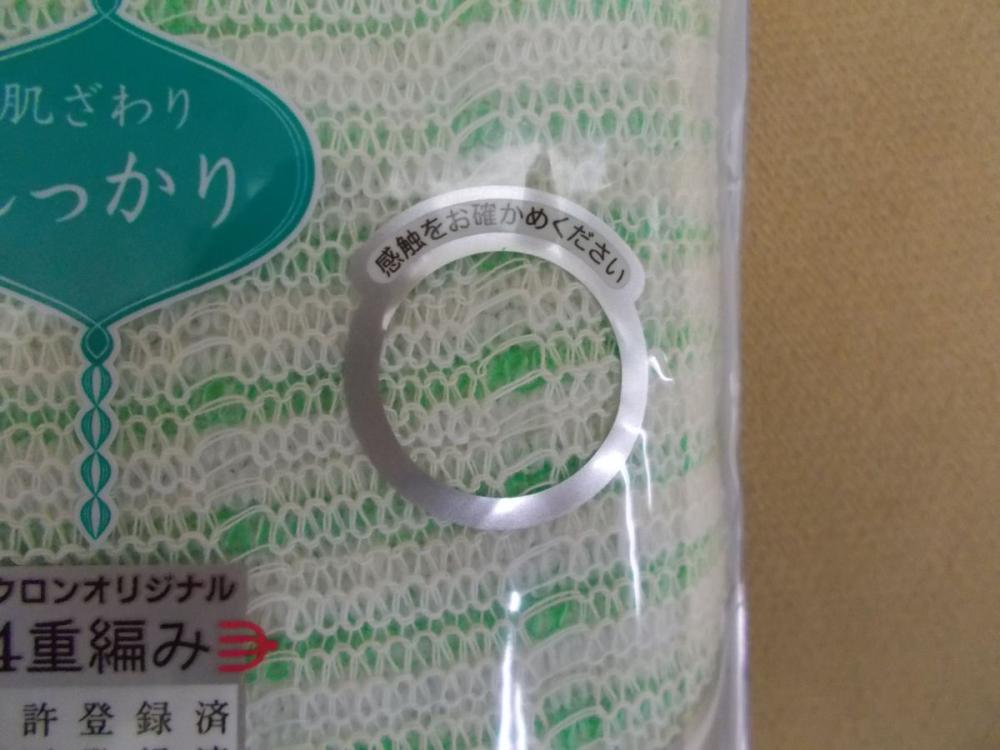 肌ざわり
しっかり
感触をお確かめください
クロンオリジナル
4重編み
許登録済